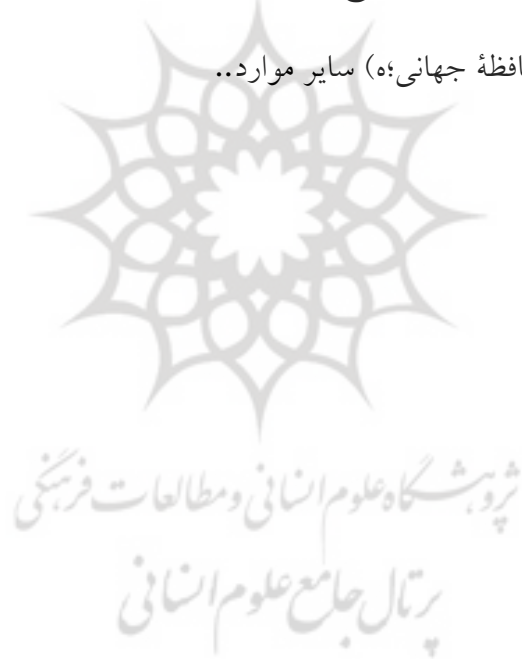 افظهٔ جهانی؛ه) سایر موارد..
پژوهشگاه علوم انسانی و مطالعات فرهنگی
پرتال جامع علوم انسانی